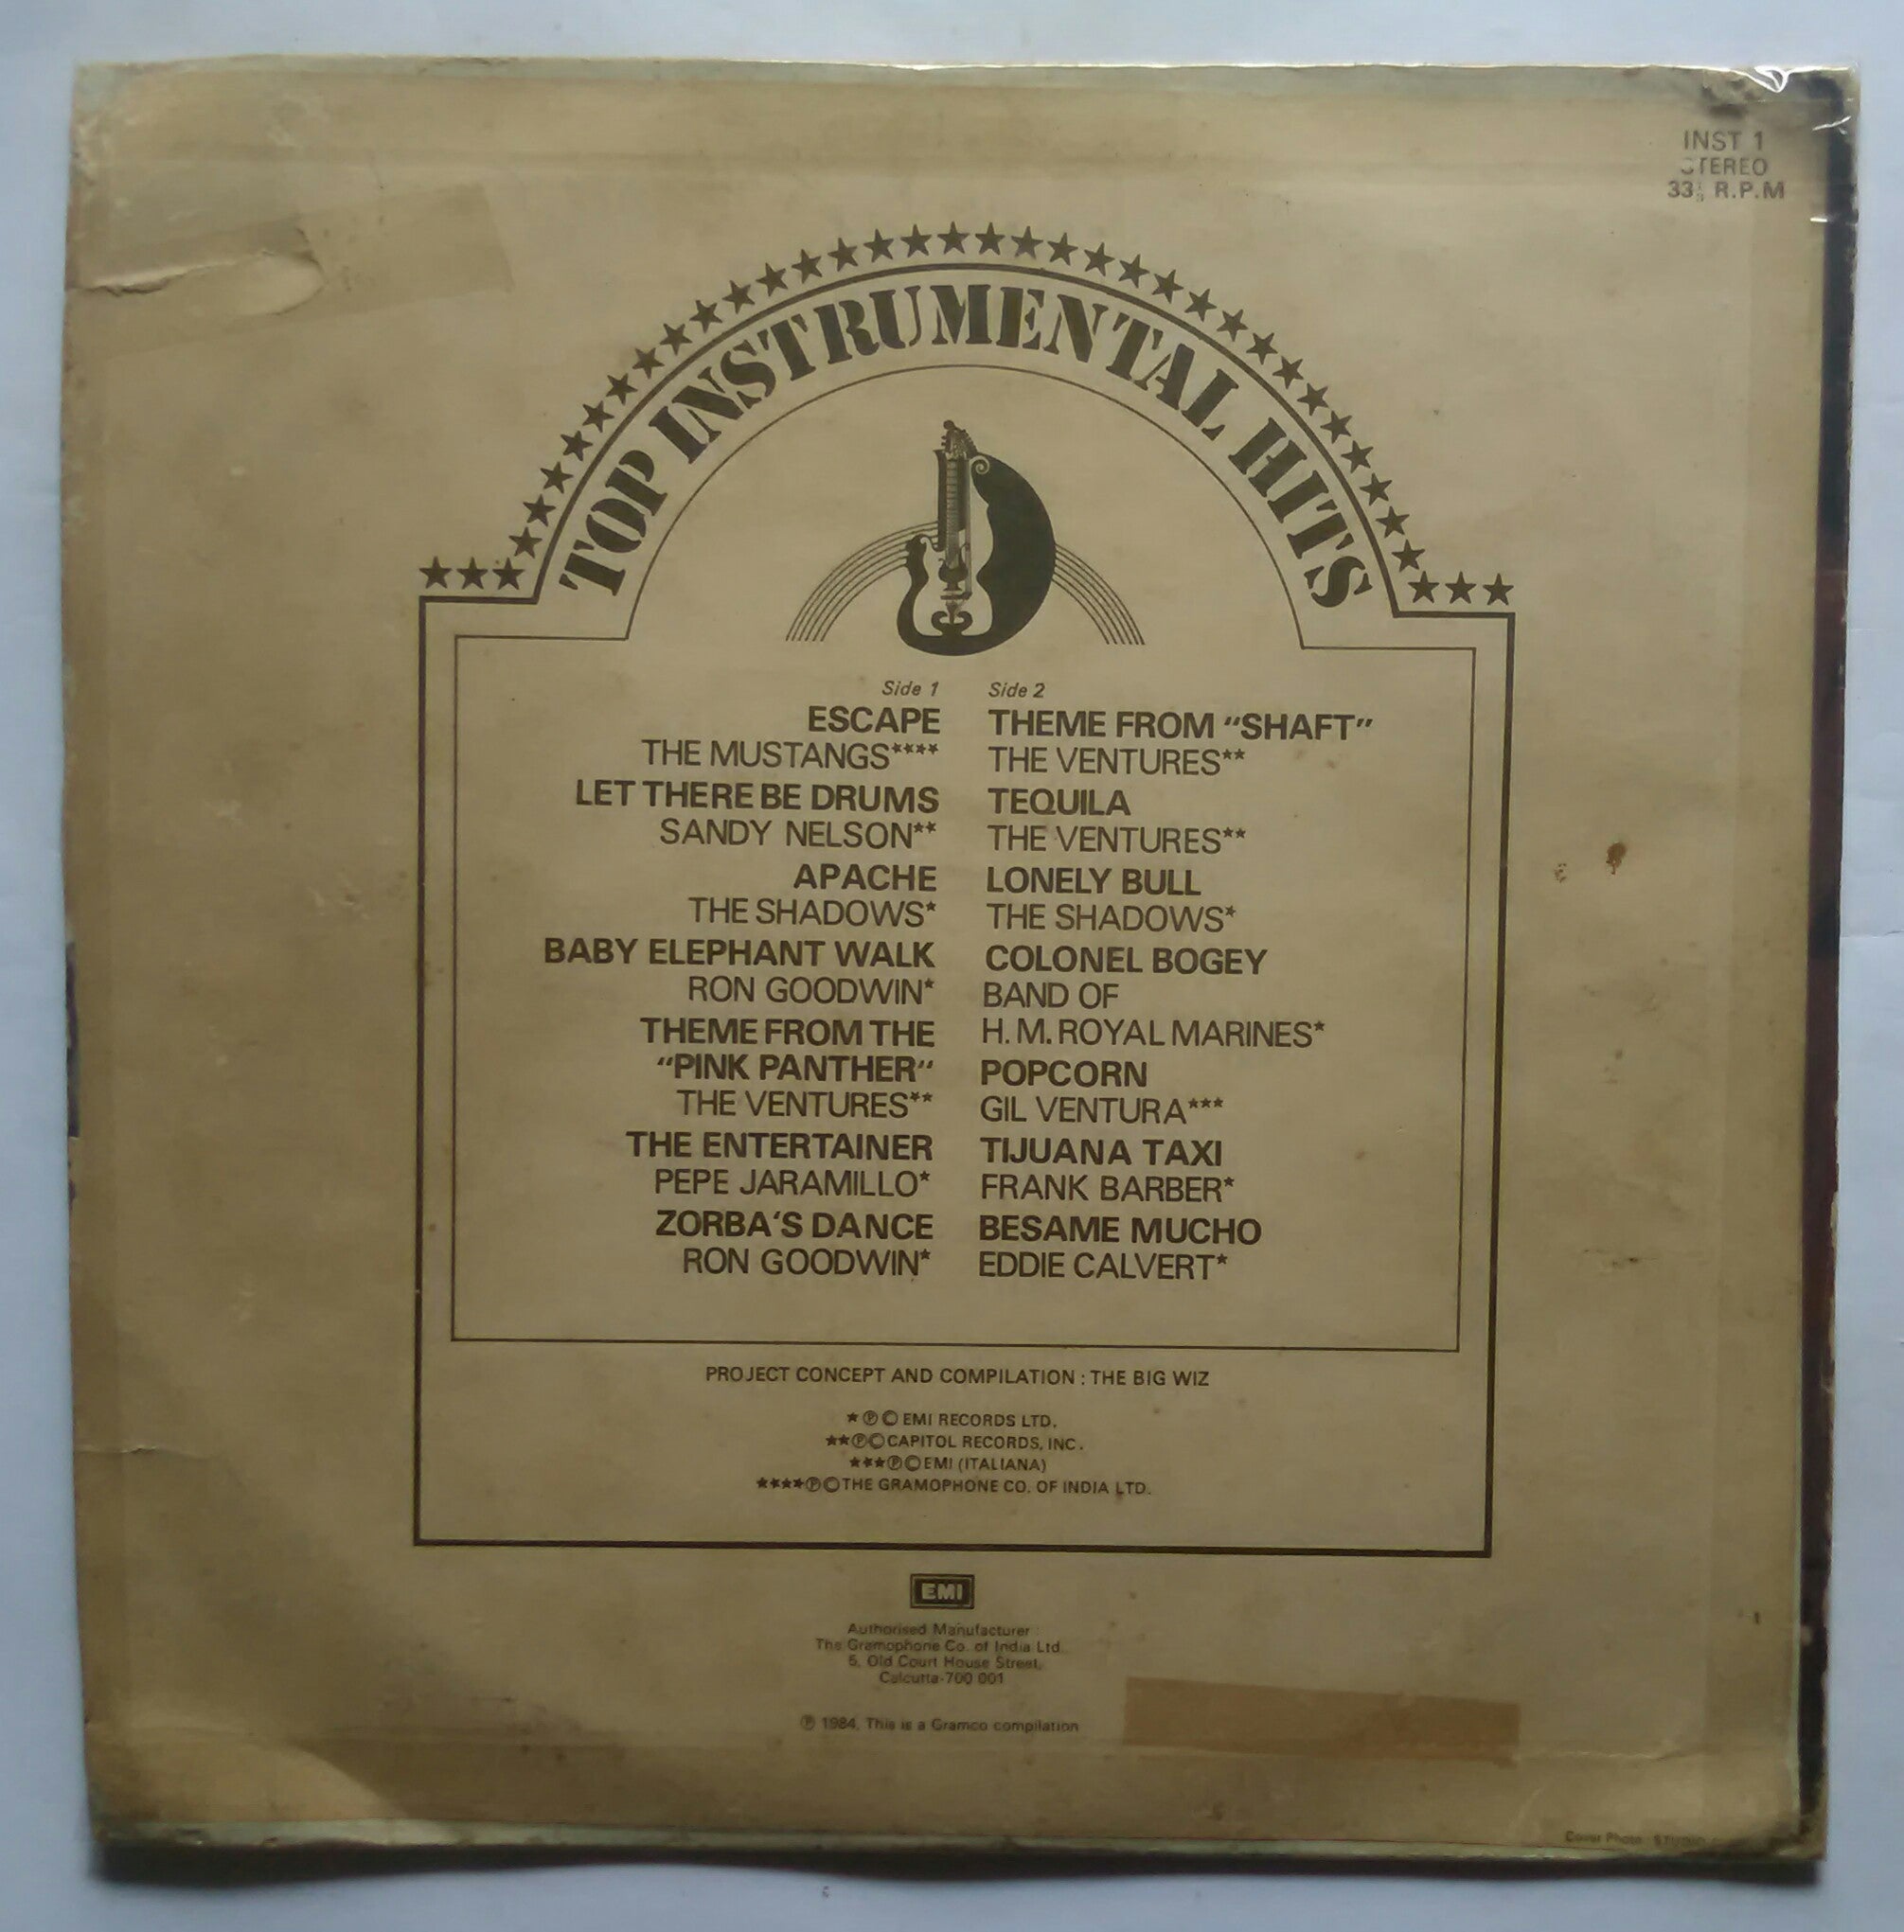 INST 1
STEREO
33⅓ R.P.M
TOP INSTRUMENTAL HITS
Side 1
ESCAPE
THE MUSTANGS****
LET THERE BE DRUMS
SANDY NELSON**
APACHE
THE SHADOWS*
BABY ELEPHANT WALK
RON GOODWIN*
THEME FROM THE
"PINK PANTHER"
THE VENTURES**
THE ENTERTAINER
PEPE JARAMILLO*
ZORBA'S DANCE
RON GOODWIN*
Side 2
THEME FROM "SHAFT"
THE VENTURES**
TEQUILA
THE VENTURES**
LONELY BULL
THE SHADOWS*
COLONEL BOGEY
BAND OF
H.M. ROYAL MARINES*
POPCORN
GIL VENTURA***
TIJUANA TAXI
FRANK BARBER*
BESAME MUCHO
EDDIE CALVERT*
PROJECT CONCEPT AND COMPILATION : THE BIG WIZ
★ ℗ © EMI RECORDS LTD.
★★℗©CAPITOL RECORDS, INC.
★★★℗©EMI (ITALIANA)
★★★★℗©THE GRAMOPHONE CO. OF INDIA LTD.
EMI
Authorised Manufacturer :
The Gramophone Co. of India Ltd.
5, Old Court House Street,
Calcutta-700 001
℗ 1984, This is a Gramco compilation
Cover Photo :